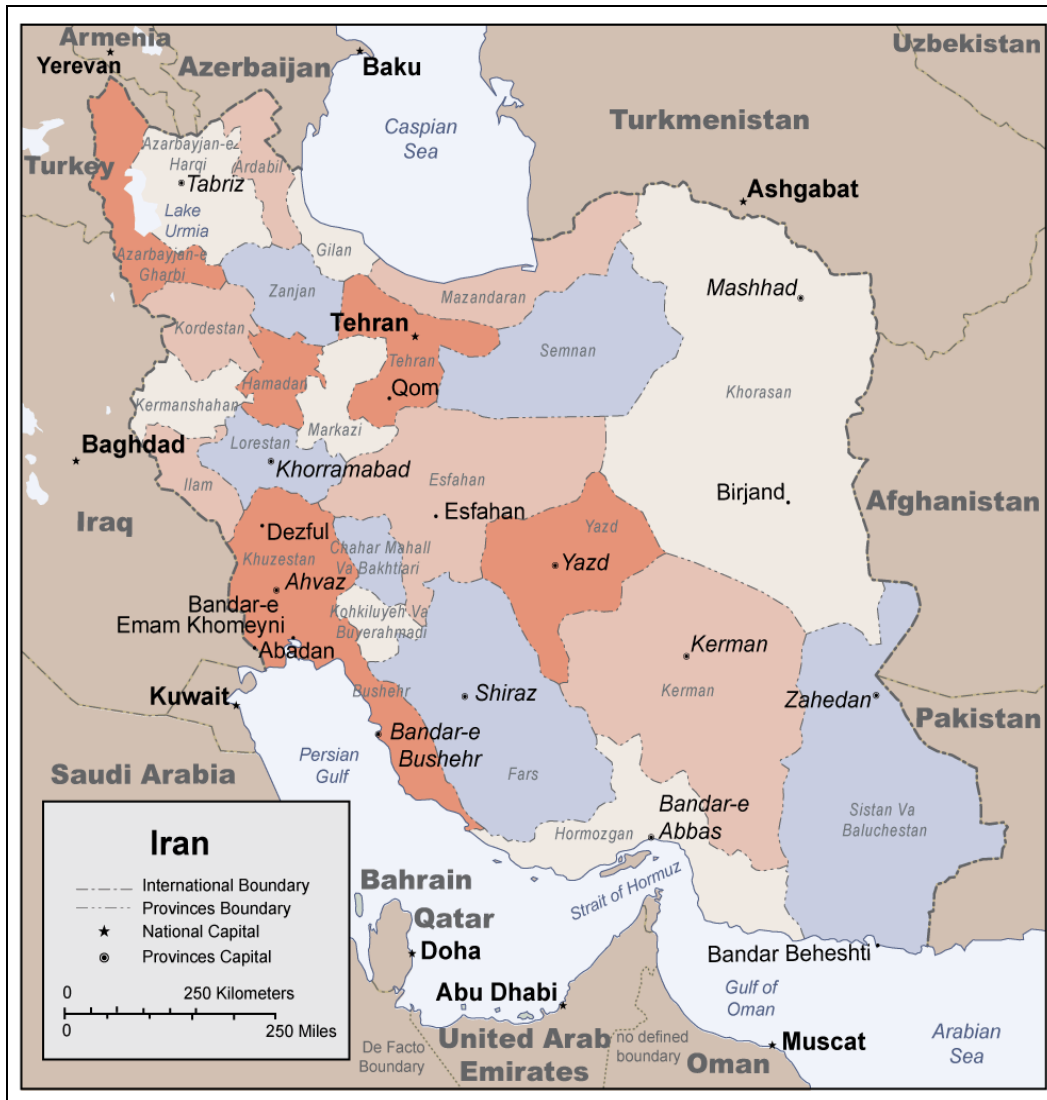 Armenia
Yerevan
Azerbaijan
Baku
Uzbekistan
Caspian
Sea
Turkmenistan
Turkey
Azarbayjan-e
Harqi
Ardabil
Tabriz
Ashgabat
Lake
Urmia
Azarbayjan-e
Gharbi
Gilan
Zanjan
Mazandaran
Mashhad
Kordestan
Tehran
Tehran
Semnan
Hamadan
Qom
Khorasan
Kermanshahan
Markazi
Baghdad
Lorestan
Khorramabad
Ilam
Esfahan
Esfahan
Birjand
Afghanistan
Iraq
Dezful
Chahar Mahall
Va Bakhtiari
Yazd
Yazd
Khuzestan
Ahvaz
Bandar-e
Emam Khomeyni
Kohkiluyeh Va
Buyerahmadi
Abadan
Kerman
Kerman
Kuwait
Bushehr
Shiraz
Zahedan
Pakistan
Bandar-e
Bushehr
Persian
Gulf
Saudi Arabia
Fars
Bandar-e
Abbas
Sistan Va
Baluchestan
Hormozgan
Iran
International Boundary
Provinces Boundary
National Capital
Provinces Capital
0 250 Kilometers
0 250 Miles
Bahrain
Strait of Hormuz
Qatar
Doha
Bandar Beheshti
Abu Dhabi
Gulf of
Oman
De Facto
Boundary
United Arab
Emirates
no defined
boundary
Oman
Muscat
Arabian
Sea